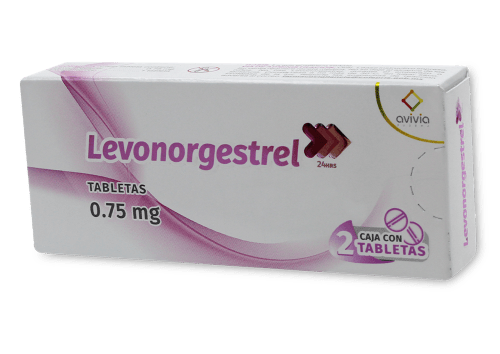 avivia
Levonorgestrel
24HRS
TABLETAS
0.75 mg
2 CAJA CON
TABLETAS
Levonorgestrel